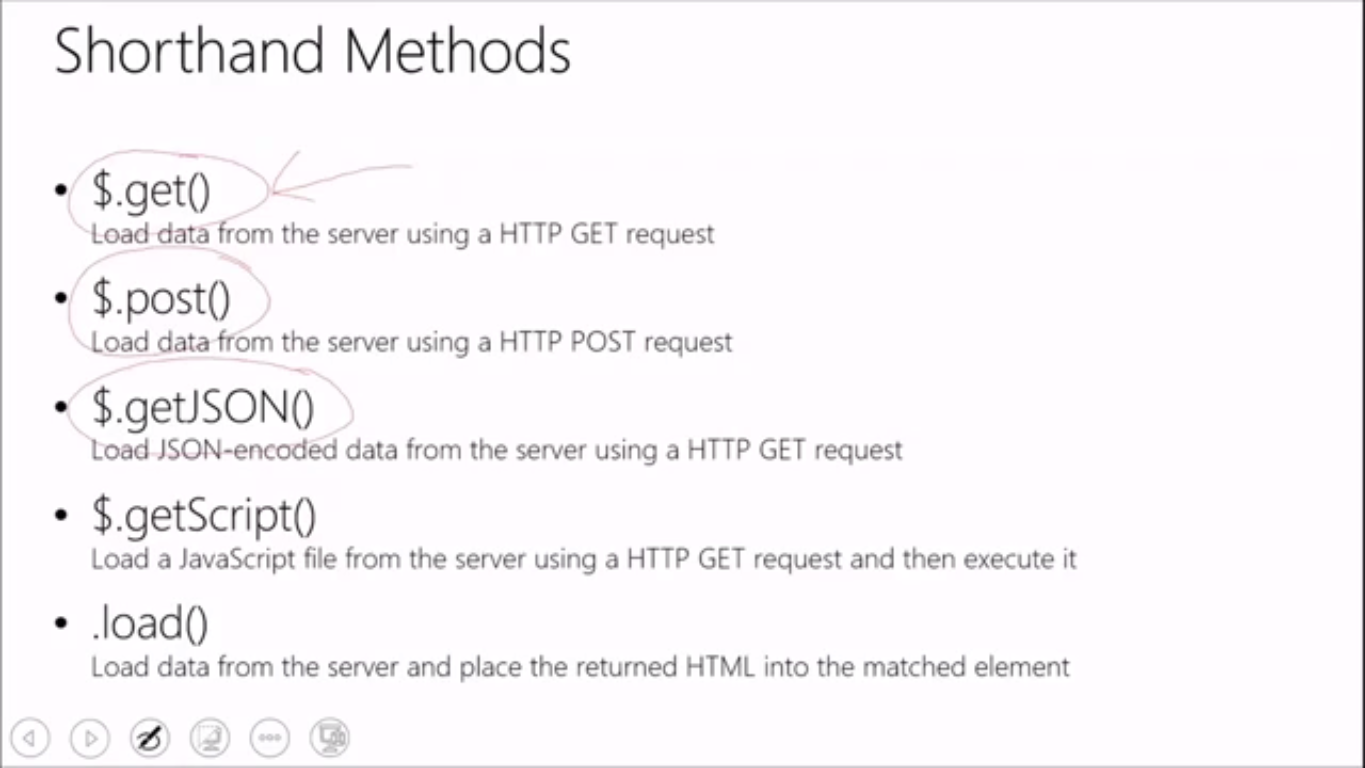 Shorthand Methods
• $.get()
Load data from the server using a HTTP GET request
• $.post()
Load data from the server using a HTTP POST request
• $.getJSON()
Load JSON-encoded data from the server using a HTTP GET request
• $.getScript()
Load a JavaScript file from the server using a HTTP GET request and then execute it
• .load()
Load data from the server and place the returned HTML into the matched element